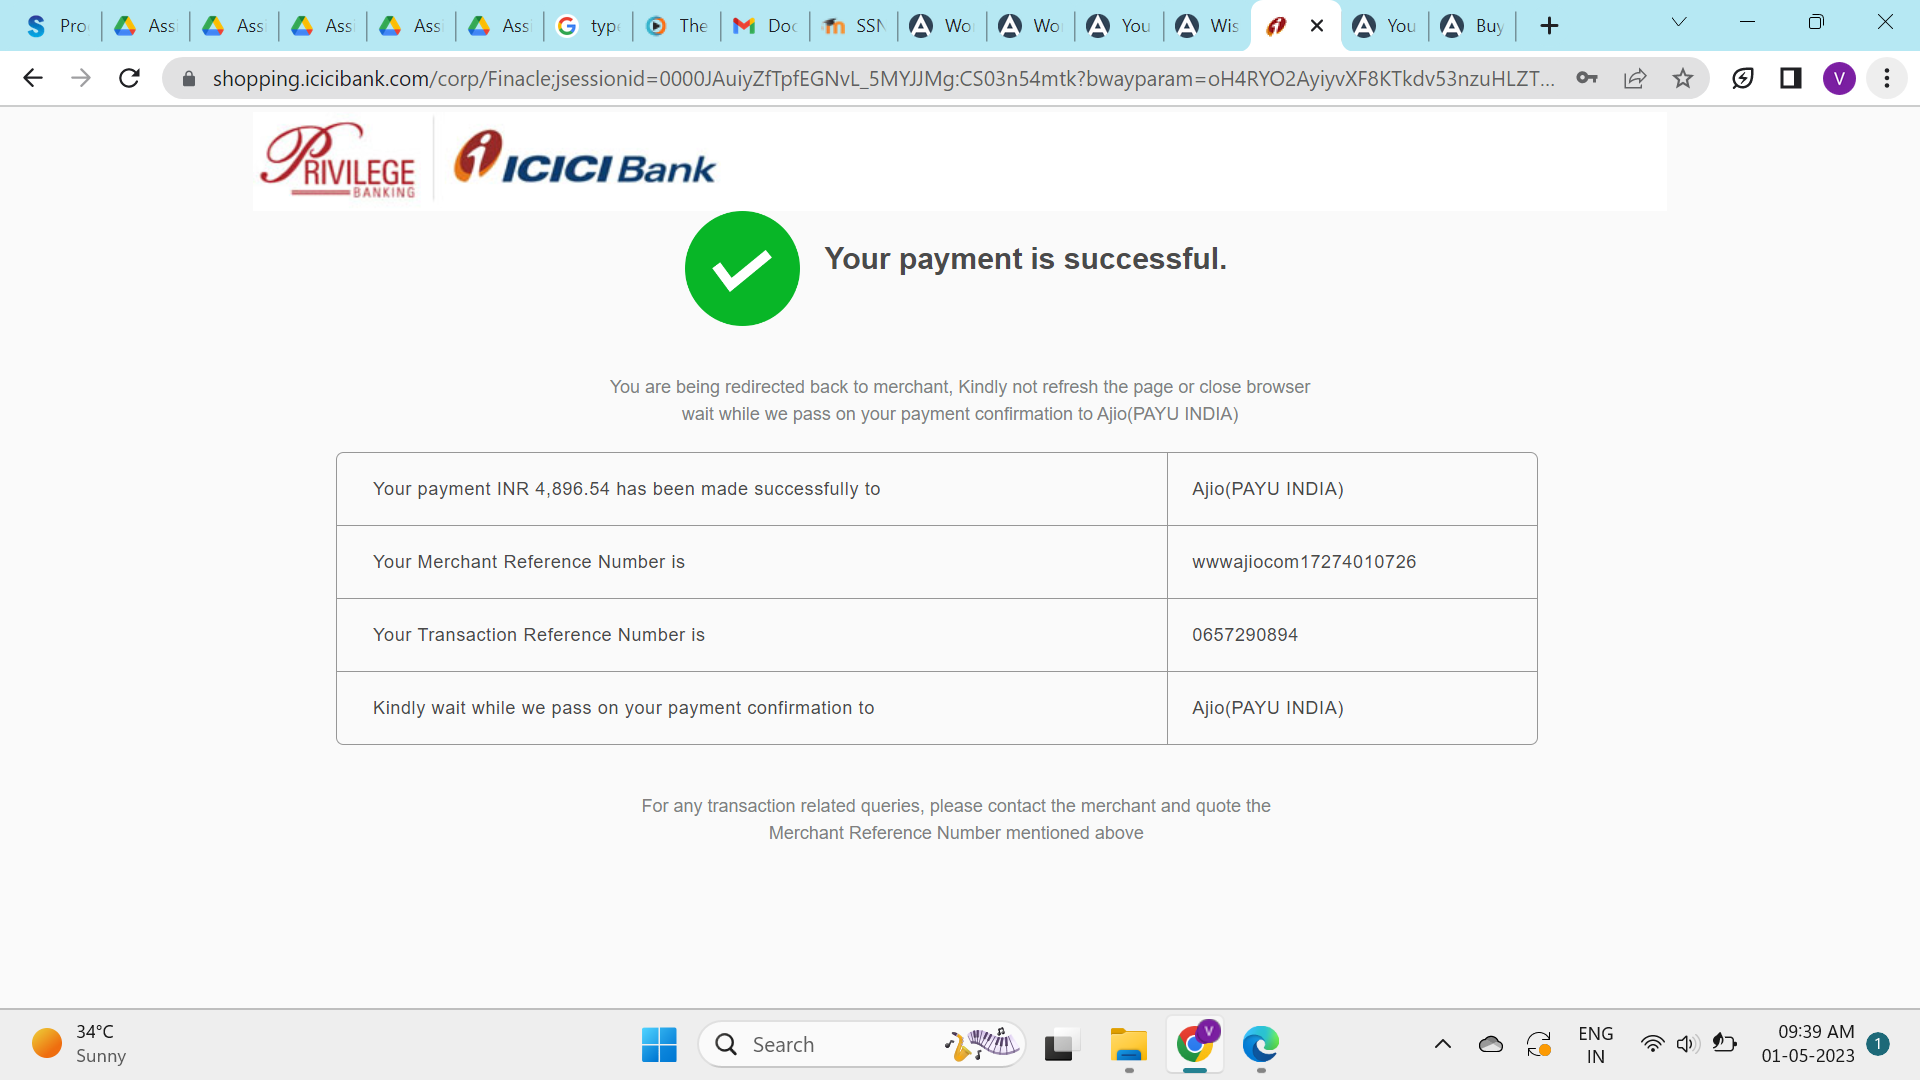 Pro Assi Assi Assi Assi Assi type The Doc SSN Wo Wo You Wis You Buy
shopping.icicibank.com/corp/Finacle;jsessionid=0000JAuiyZfTpfEGNvL_5MYJJMg:CS03n54mtk?bwayparam=oH4RYO2AyiyvXF8KTkdv53nzuHLZT...
V
PRIVILEGE
BANKING
ICICI Bank
Your payment is successful.
You are being redirected back to merchant, Kindly not refresh the page or close browser
wait while we pass on your payment confirmation to Ajio(PAYU INDIA)
Your payment INR 4,896.54 has been made successfully to Ajio(PAYU INDIA)
Your Merchant Reference Number is wwwajiocom17274010726
Your Transaction Reference Number is 0657290894
Kindly wait while we pass on your payment confirmation to Ajio(PAYU INDIA)
For any transaction related queries, please contact the merchant and quote the
Merchant Reference Number mentioned above
34°C
Sunny
Search
V
ENG
IN
09:39 AM
01-05-2023
1